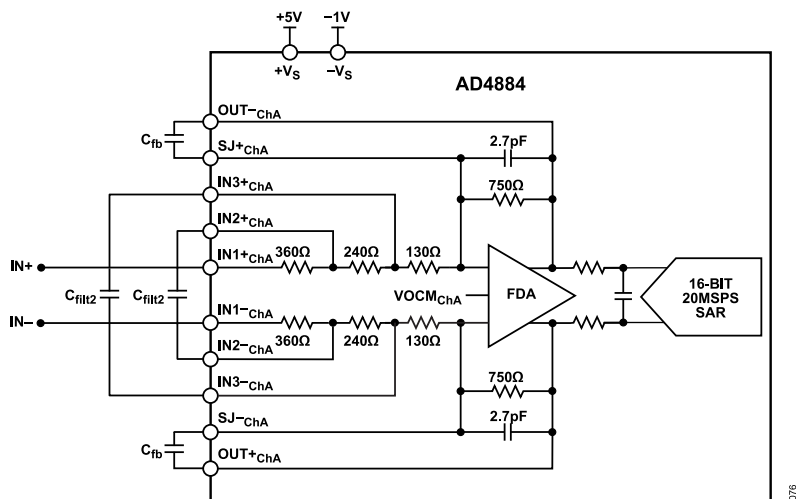 +5V
−1V
+VS
−VS
AD4884
OUT−ChA
Cfb
SJ+ChA
2.7pF
IN3+ChA
750Ω
IN2+ChA
IN+
IN1+ChA
360Ω
240Ω
130Ω
Cfilt2
Cfilt2
VOCMChA
FDA
16-BIT
20MSPS
SAR
IN−
IN1−ChA
360Ω
240Ω
130Ω
IN2−ChA
IN3−ChA
750Ω
SJ−ChA
2.7pF
Cfb
OUT+ChA
076